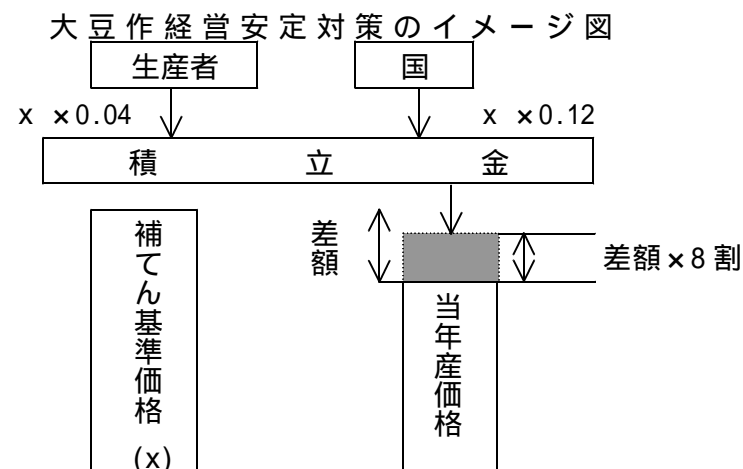 大豆作経営安定対策のイメージ図
生産者
国
x ×0.04
x ×0.12
積立金
補てん基準価格(x)
差額
差額×8割
当年産価格